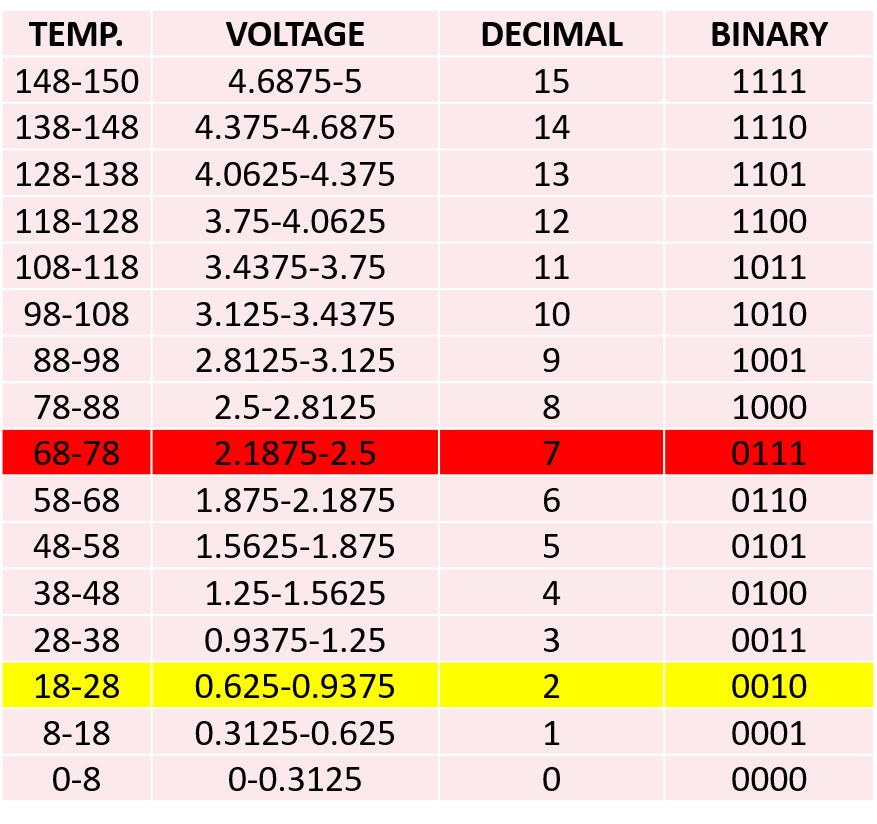 TEMP. VOLTAGE DECIMAL BINARY
148-150 4.6875-5 15 1111
138-148 4.375-4.6875 14 1110
128-138 4.0625-4.375 13 1101
118-128 3.75-4.0625 12 1100
108-118 3.4375-3.75 11 1011
98-108 3.125-3.4375 10 1010
88-98 2.8125-3.125 9 1001
78-88 2.5-2.8125 8 1000
68-78 2.1875-2.5 7 0111
58-68 1.875-2.1875 6 0110
48-58 1.5625-1.875 5 0101
38-48 1.25-1.5625 4 0100
28-38 0.9375-1.25 3 0011
18-28 0.625-0.9375 2 0010
8-18 0.3125-0.625 1 0001
0-8 0-0.3125 0 0000